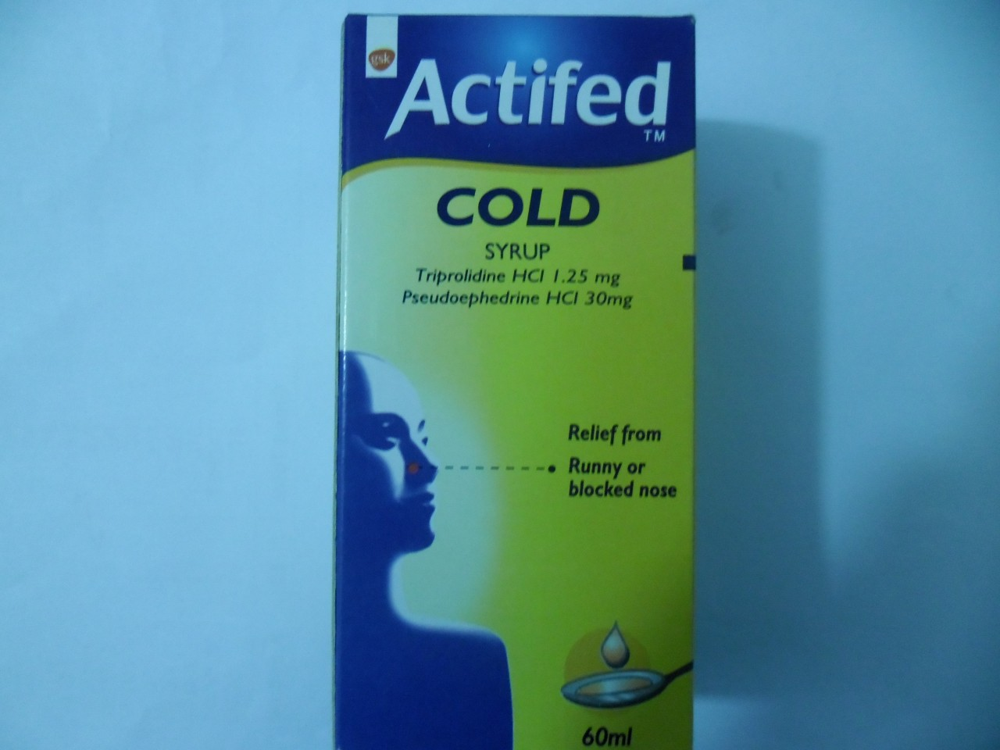 gsk
Actifed
TM
COLD
SYRUP
Triprolidine HCl 1.25 mg
Pseudoephedrine HCl 30mg
Relief from
Runny or
blocked nose
60ml